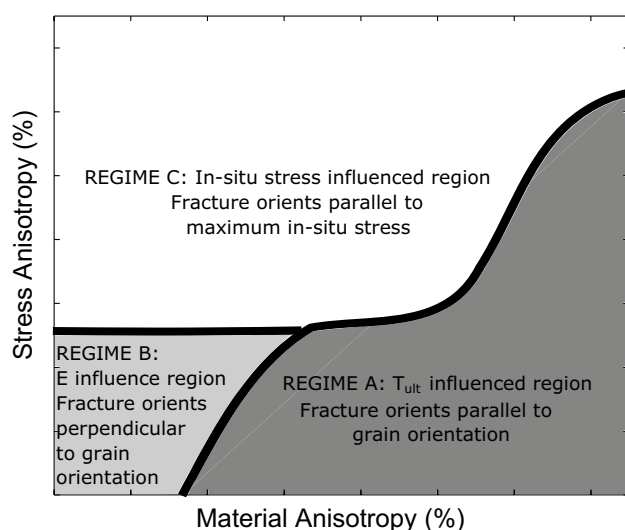 Stress Anisotropy (%)
REGIME C: In-situ stress influenced region
Fracture orients parallel to
maximum in-situ stress
REGIME B:
E influence region
Fracture orients
perpendicular
to grain
orientation
REGIME A: Tult influenced region
Fracture orients parallel to
grain orientation
Material Anisotropy (%)